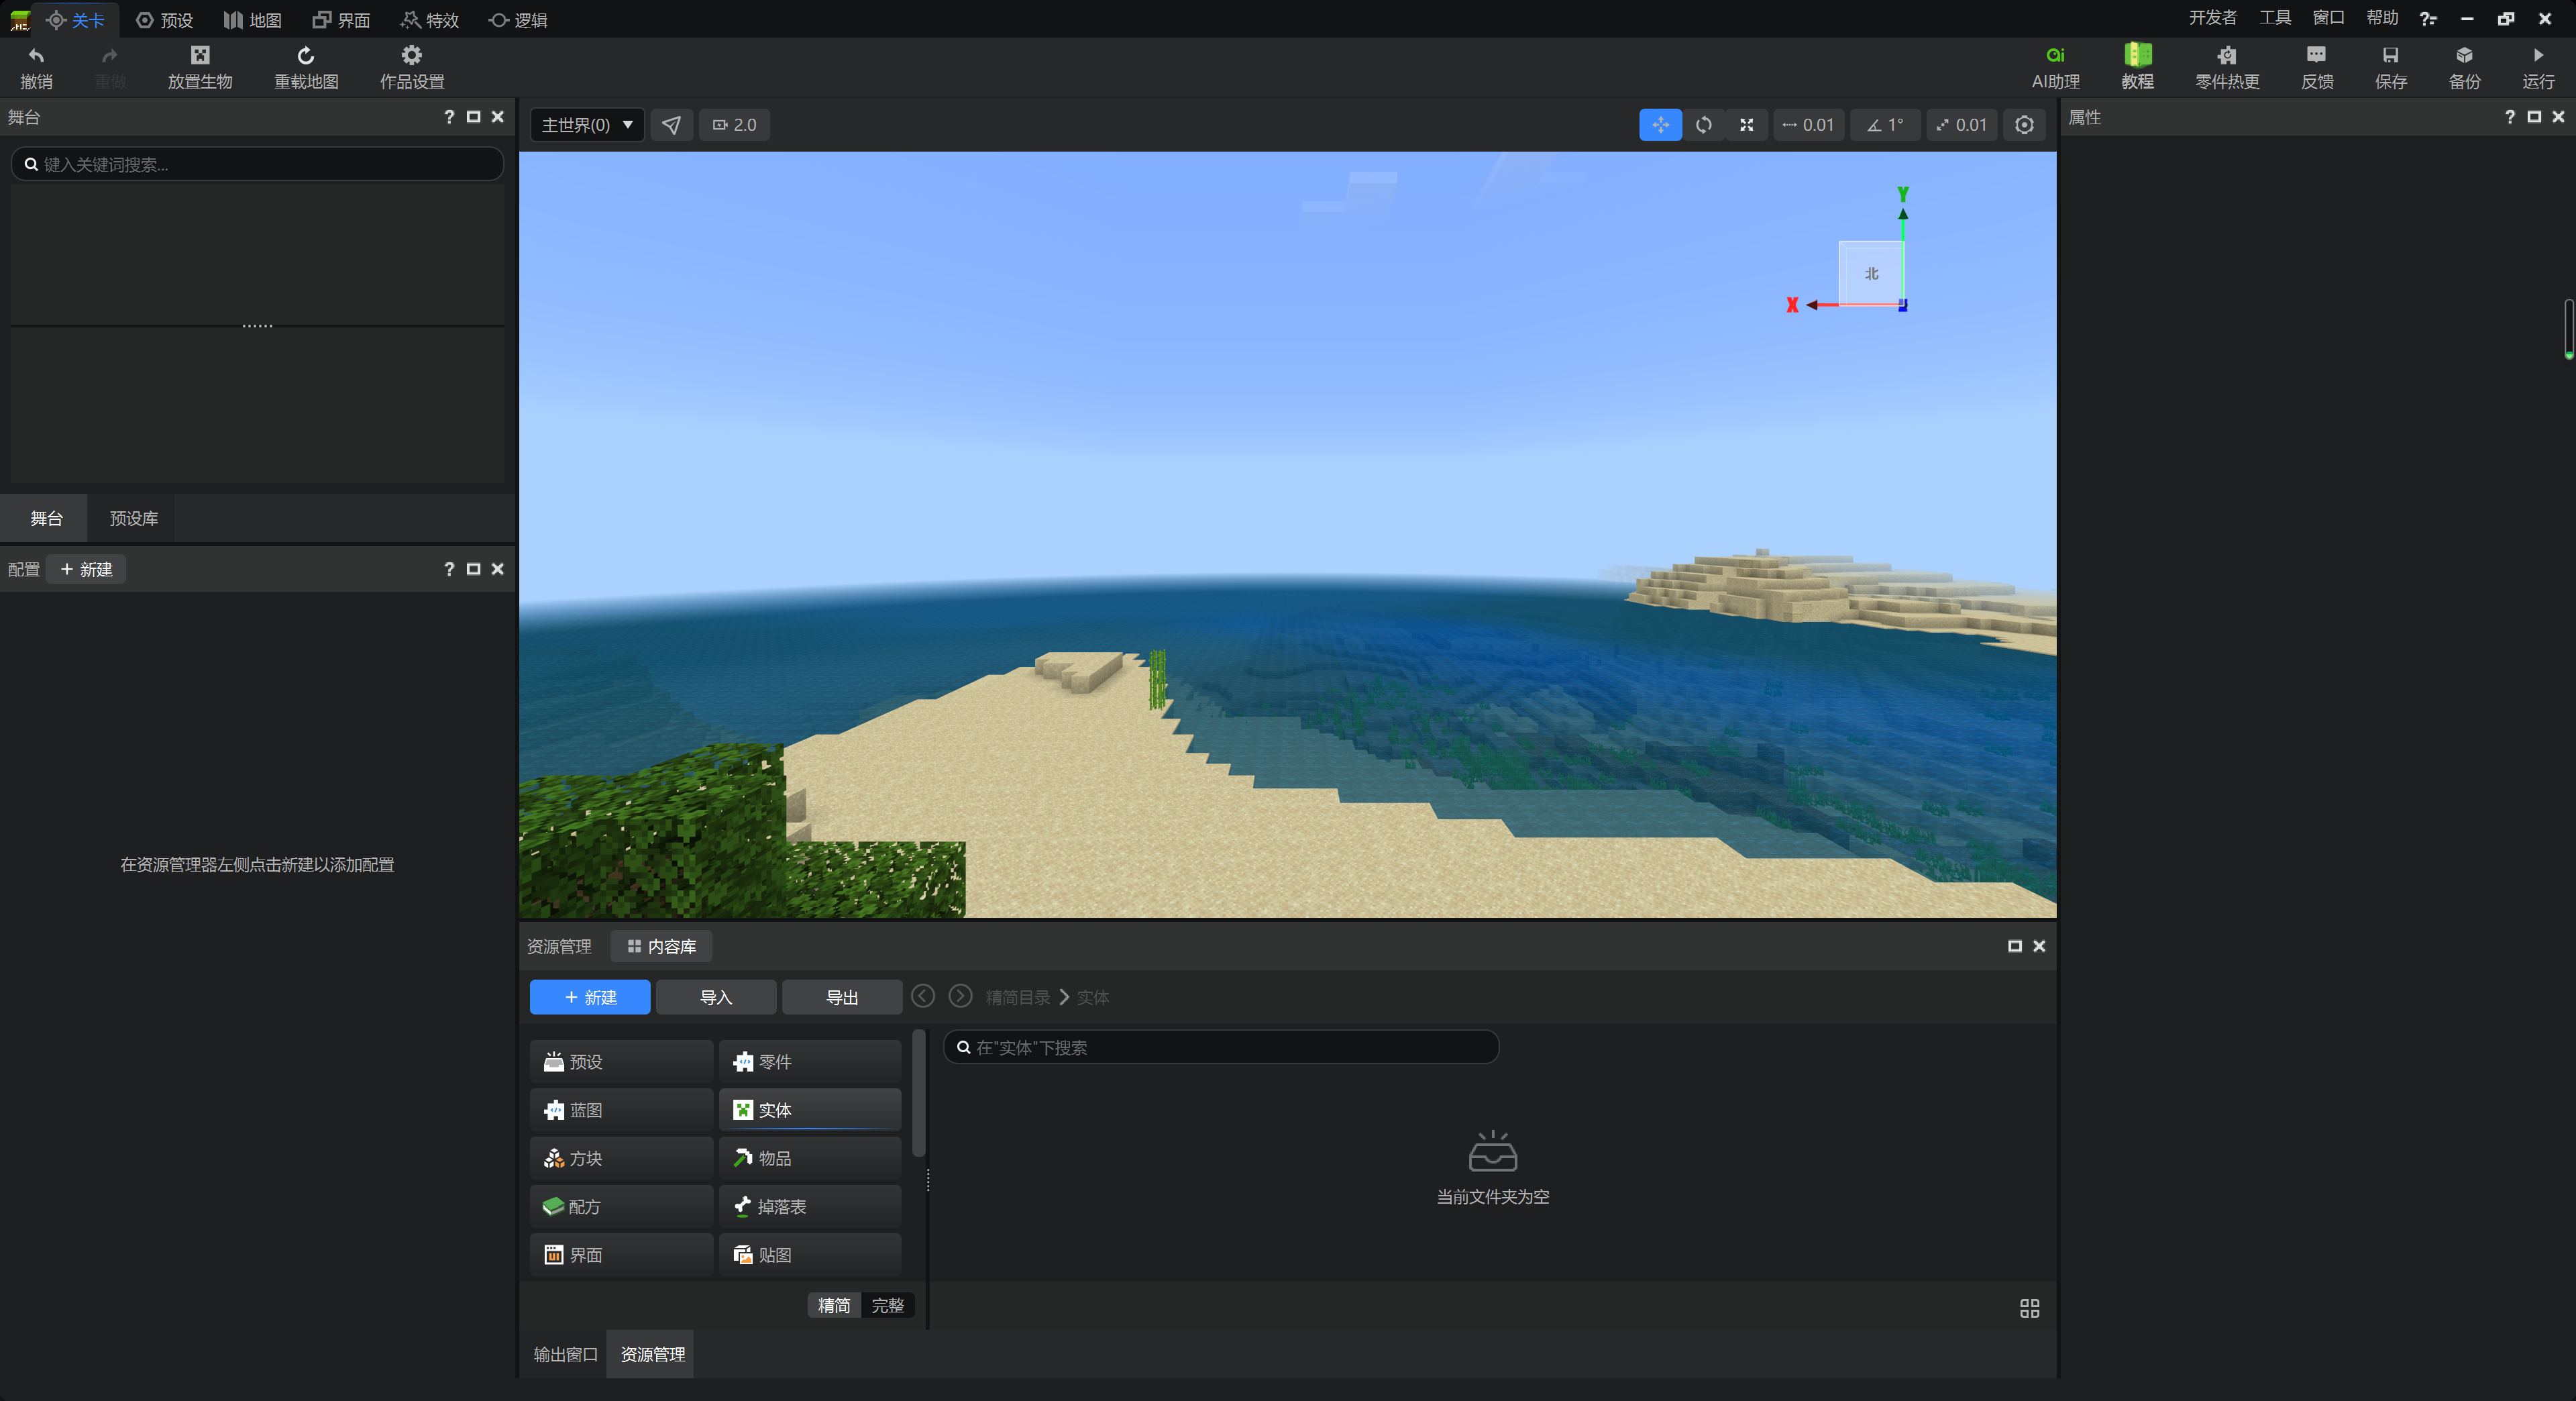 关卡 预设 地图 界面 特效 逻辑 开发者 工具 窗口 帮助
撤销 重做 放置生物 重载地图 作品设置 AI助理 教程 零件热更 反馈 保存 备份 运行
舞台
键入关键词搜索...
舞台 预设库
配置 + 新建
在资源管理器左侧点击新建以添加配置
主世界(0) 2.0 0.01 1° 0.01
Y
北
X
属性
资源管理 内容库
+ 新建 导入 导出 精简目录 > 实体
预设 零件
蓝图 实体
方块 物品
配方 掉落表
界面 贴图
精简 完整
在"实体"下搜索
当前文件夹为空
输出窗口 资源管理